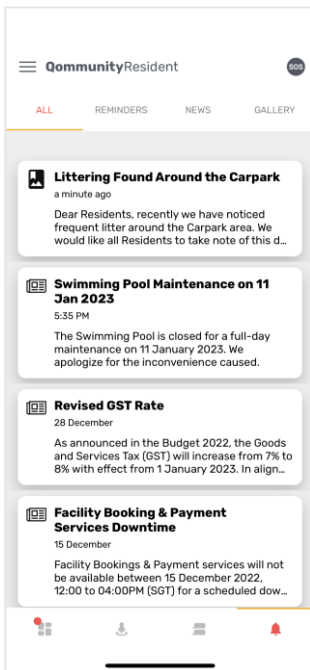 QommunityResident
SOS
ALL REMINDERS NEWS GALLERY
Littering Found Around the Carpark
a minute ago
Dear Residents, recently we have noticed
frequent litter around the Carpark area. We
would like all Residents to take note of this d...
Swimming Pool Maintenance on 11
Jan 2023
5:35 PM
The Swimming Pool is closed for a full-day
maintenance on 11 January 2023. We
apologize for the inconvenience caused.
Revised GST Rate
28 December
As announced in the Budget 2022, the Goods
and Services Tax (GST) will increase from 7% to
8% with effect from 1 January 2023. In align...
Facility Booking & Payment
Services Downtime
15 December
Facility Bookings & Payment services will not
be available between 15 December 2022,
12:00 to 04:00PM (SGT) for a scheduled dow...